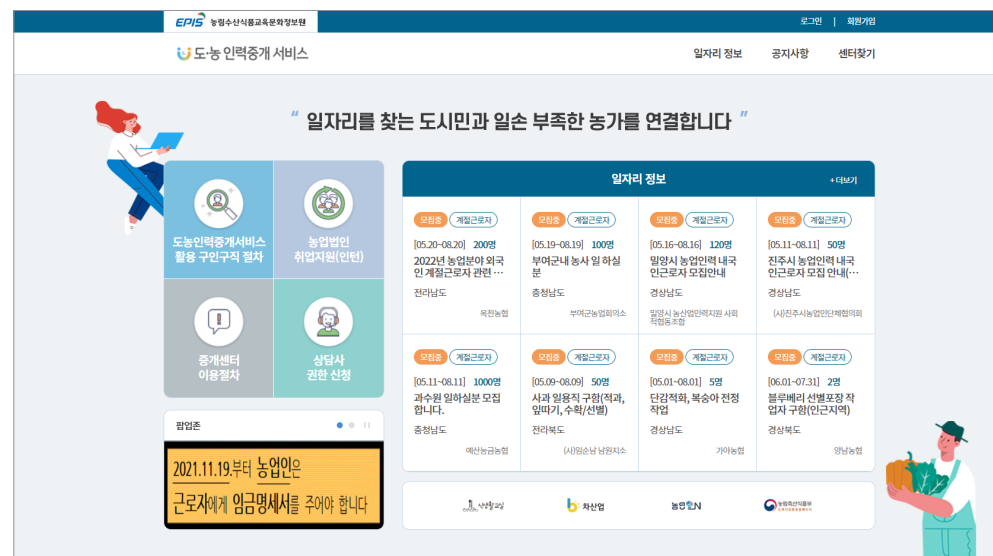 EPIS 농림수산식품교육문화정보원
로그인 | 회원가입
도·농 인력중개 서비스
일자리 정보 공지사항 센터찾기
" 일자리를 찾는 도시민과 일손 부족한 농가를 연결합니다 "
도농인력중개서비스
활용 구인구직 절차
농업법인
취업지원(인턴)
중개센터
이용절차
상담사
권한 신청
팝업존
2021.11.19.부터 농업인은
근로자에게 임금명세서를 주어야 합니다
일자리 정보
+ 더보기
모집중 계절근로자
[05.20~08.20] 200명
2022년 농업분야 외국
인 계절근로자 관련 …
전라남도
옥천농협
모집중 계절근로자
[05.19~08.19] 100명
부여군내 농사 일 하실
분
충청남도
부여군농업회의소
모집중 계절근로자
[05.16~08.16] 120명
밀양시 농업인력 내국
인근로자 모집안내
경상남도
밀양시 농산업인력지원 사회
적협동조합
모집중 계절근로자
[05.11~08.11] 50명
진주시 농업인력 내국
인근로자 모집 안내(…
경상남도
(사)진주시농업인단체협의회
모집중 계절근로자
[05.11~08.11] 1000명
과수원 일하실분 모집
합니다.
충청남도
예산능금농협
모집중 계절근로자
[05.09~08.09] 50명
사과 일용직 구함(적과,
잎따기, 수확/선별)
전라북도
(사)임순남 남원지소
모집중 계절근로자
[05.01~08.01] 5명
단감적화, 복숭아 전정
작업
경상남도
가야농협
모집중 계절근로자
[06.01~07.31] 2명
블루베리 선별포장 작
업자 구함(인근지역)
경상북도
양남농협
차산업
농업ON
농림축산식품부